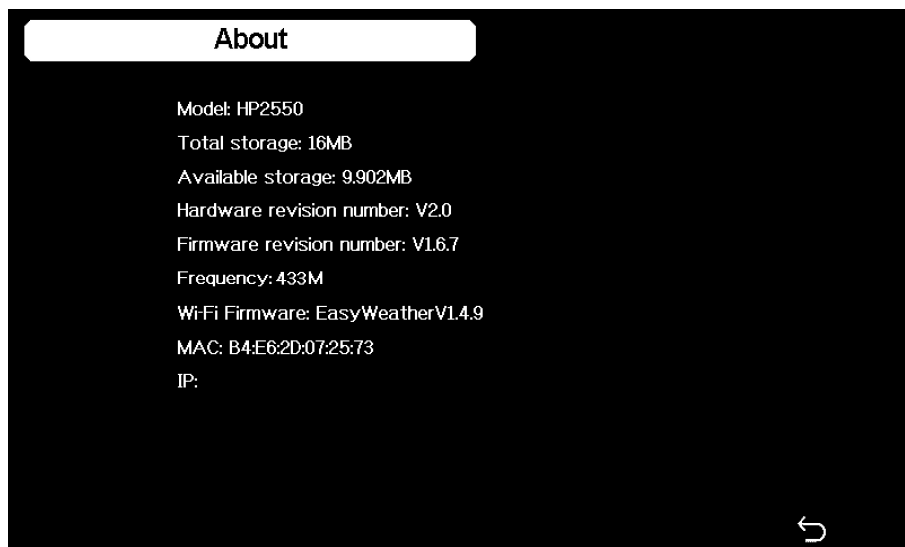 About
Model: HP2550
Total storage: 16MB
Available storage: 9.902MB
Hardware revision number: V2.0
Firmware revision number: V1.6.7
Frequency: 433M
Wi-Fi Firmware: EasyWeatherV1.4.9
MAC: B4:E6:2D:07:25:73
IP: